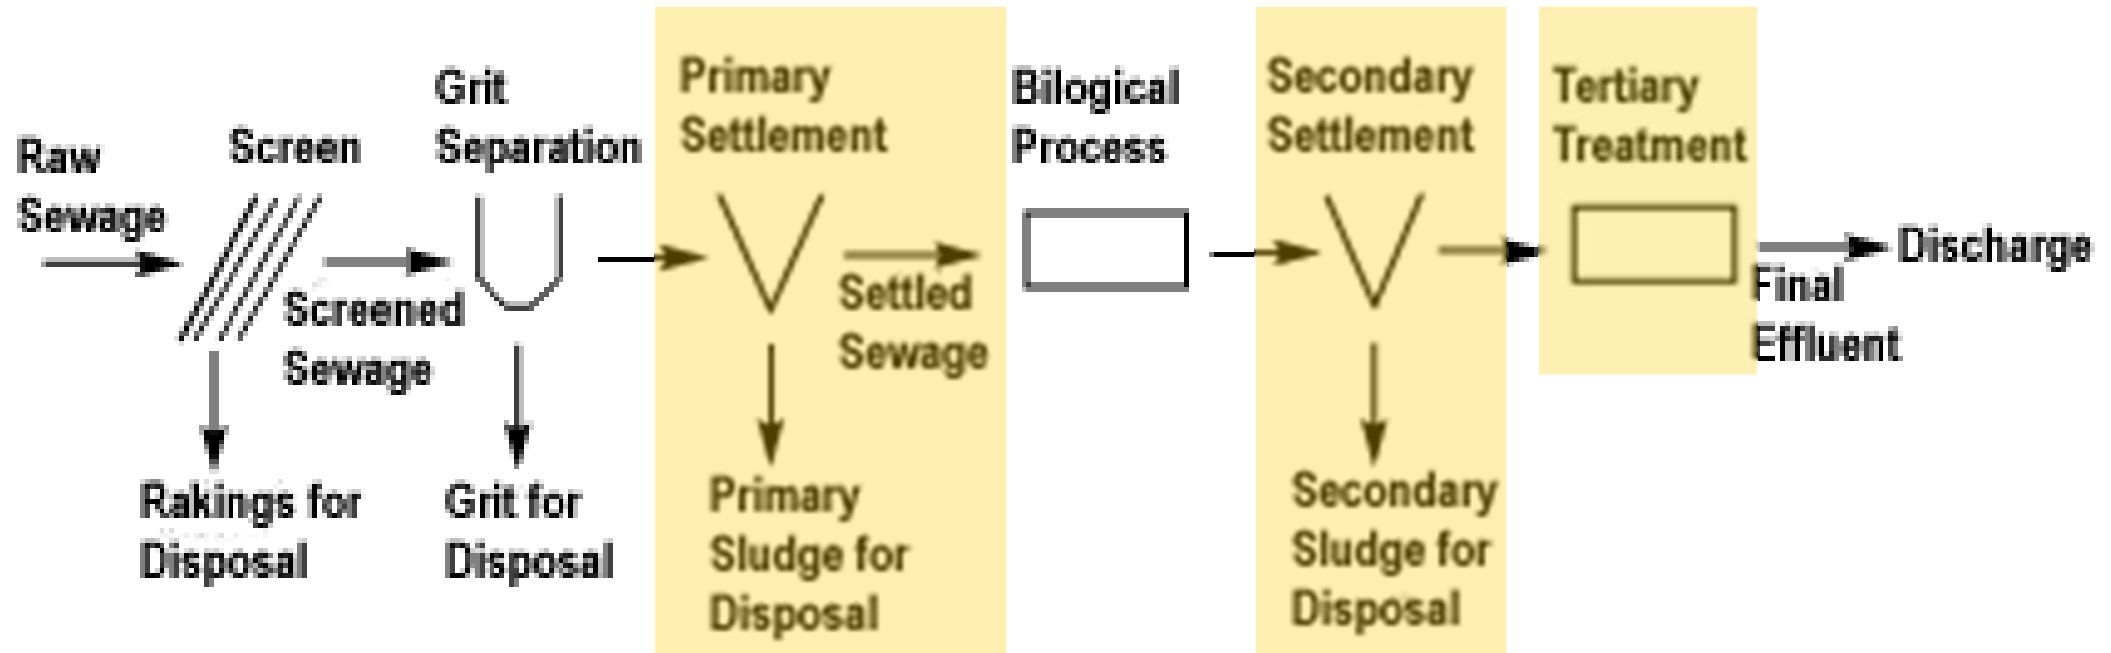 Raw
Sewage
Screen
Screened
Sewage
Rakings for
Disposal
Grit
Separation
Grit for
Disposal
Primary
Settlement
Settled
Sewage
Primary
Sludge for
Disposal
Bilogical
Process
Secondary
Settlement
Secondary
Sludge for
Disposal
Tertiary
Treatment
Final
Effluent
Discharge